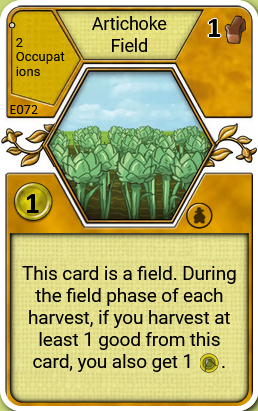 2
Occupat
ions
Artichoke
Field
1
E072
1
This card is a field. During
the field phase of each
harvest, if you harvest at
least 1 good from this
card, you also get 1 .